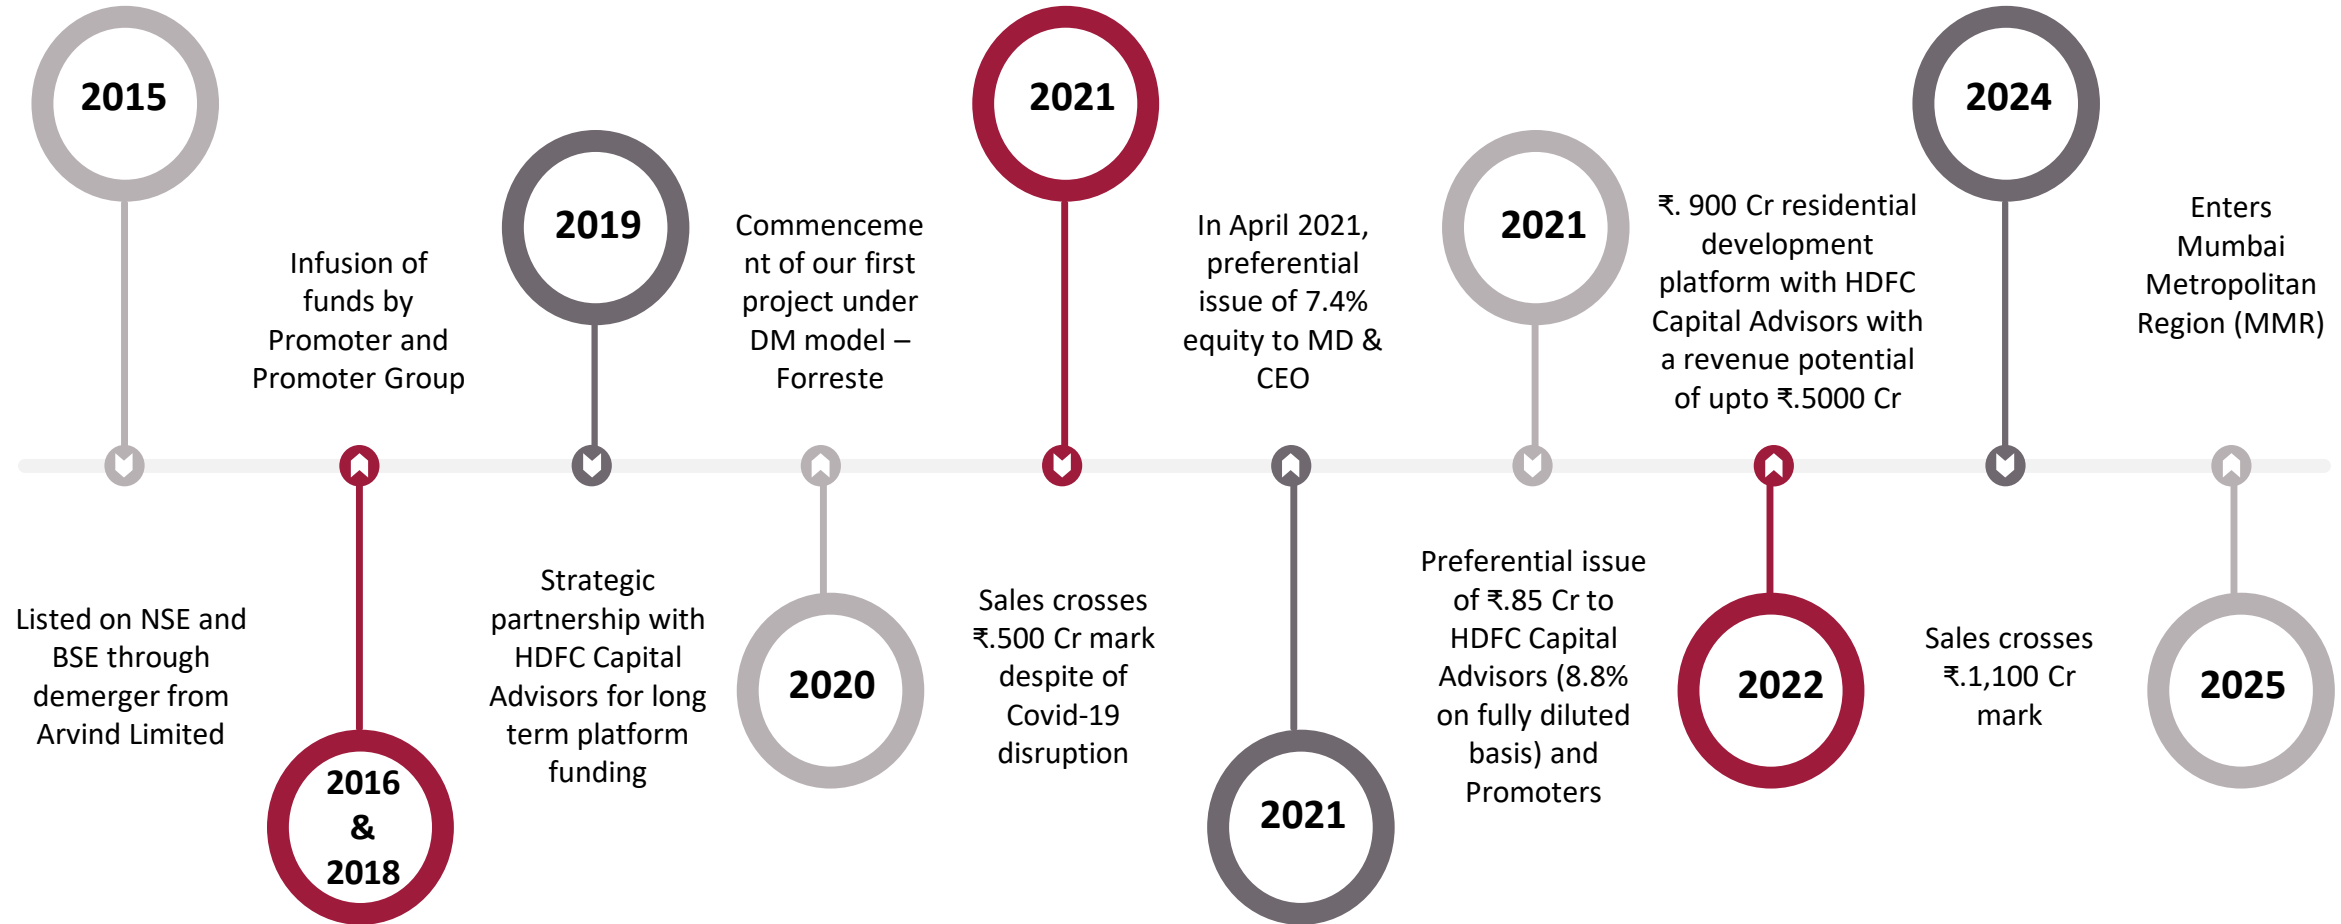 2015
Listed on NSE and
BSE through
demerger from
Arvind Limited
Infusion of
funds by
Promoter and
Promoter Group
2016
&
2018
2019
Strategic
partnership with
HDFC Capital
Advisors for long
term platform
funding
Commenceme
nt of our first
project under
DM model –
Forreste
2020
2021
Sales crosses
₹.500 Cr mark
despite of
Covid-19
disruption
In April 2021,
preferential
issue of 7.4%
equity to MD &
CEO
2021
2021
Preferential issue
of ₹.85 Cr to
HDFC Capital
Advisors (8.8%
on fully diluted
basis) and
Promoters
₹. 900 Cr residential
development
platform with HDFC
Capital Advisors with
a revenue potential
of upto ₹.5000 Cr
2022
2024
Sales crosses
₹.1,100 Cr
mark
Enters
Mumbai
Metropolitan
Region (MMR)
2025